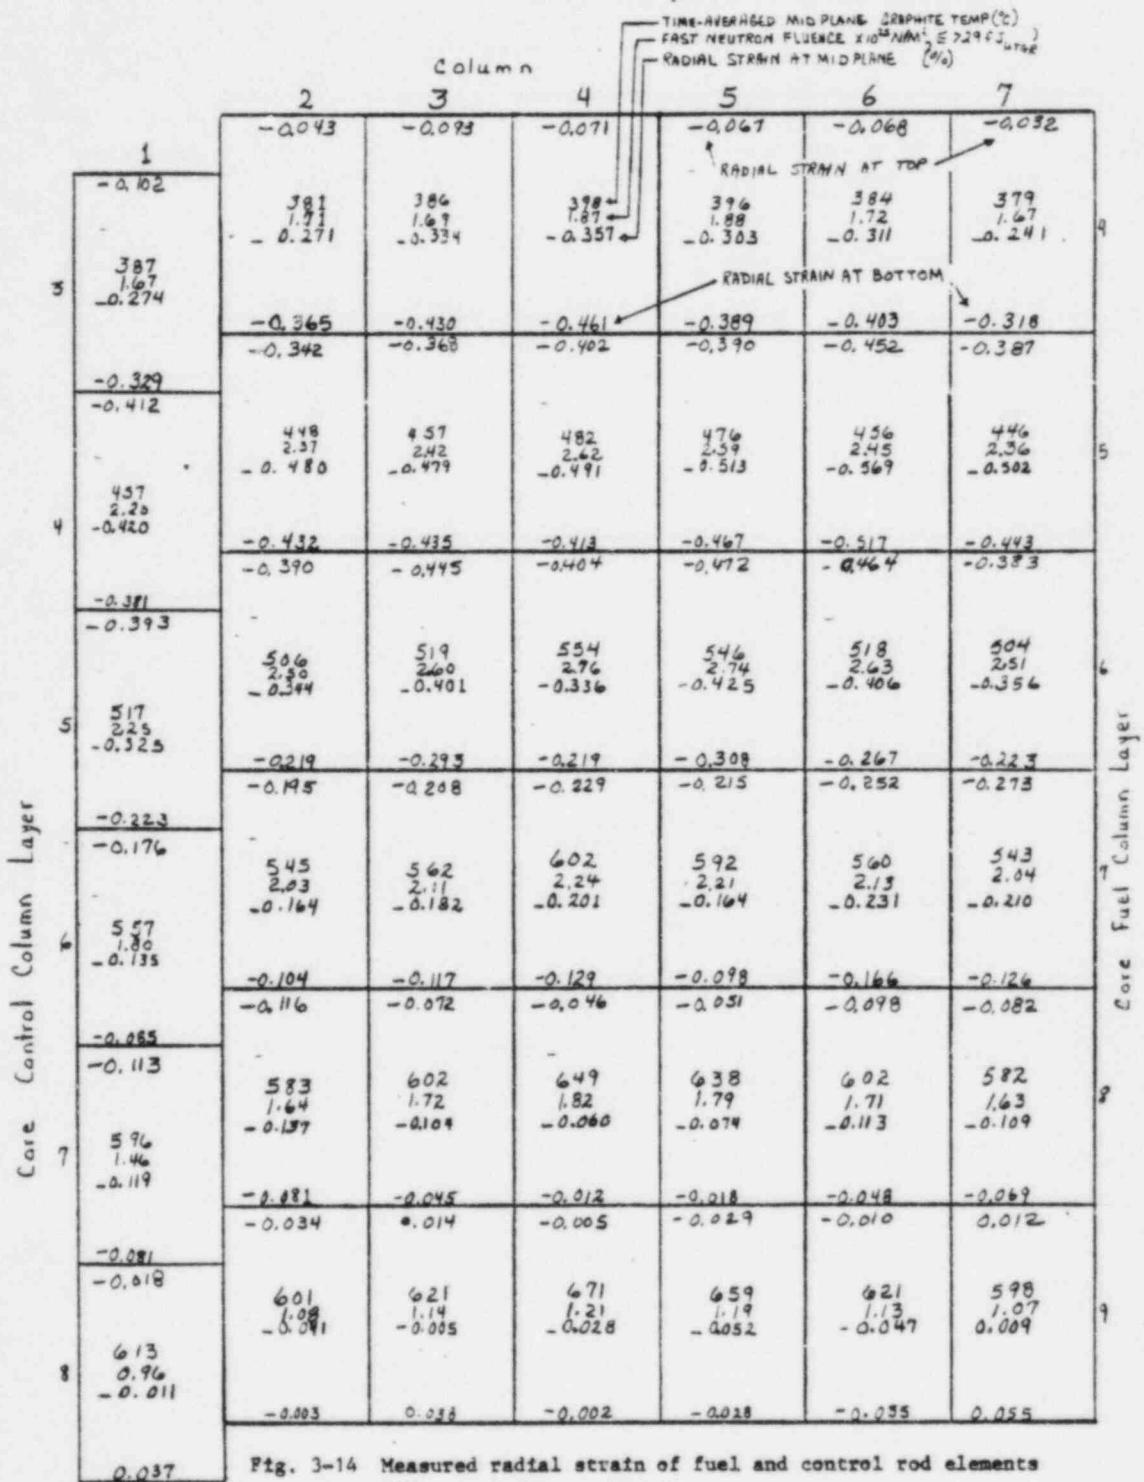 TIME-AVERAGED MIDPLANE GRAPHITE TEMP (°C)
FAST NEUTRON FLUENCE x10²⁵ N/M², E > 29 fJ HTGR)
RADIAL STRAIN AT MIDPLANE (%)
Column
2 3 4 5 6 7
-0.043 -0.093 -0.071 -0.067 -0.068 -0.032
1
RADIAL STRAIN AT TOP
-0.102
381 386 398 396 384 379
1.71 1.69 1.87 1.88 1.72 1.67
-0.271 -0.334 -0.357 -0.303 -0.311 -0.241
4
387
3 1.67
-0.274
RADIAL STRAIN AT BOTTOM
-0.365 -0.430 -0.461 -0.389 -0.403 -0.318
-0.342 -0.368 -0.402 -0.390 -0.452 -0.387
-0.329
-0.412
448 457 482 476 456 446
2.37 2.42 2.62 2.59 2.45 2.36
-0.480 -0.479 -0.491 -0.513 -0.569 -0.502
5
457
4
-0.420
-0.432 -0.435 -0.413 -0.467 -0.517 -0.443
-0.390 -0.445 -0.404 -0.472 -0.464 -0.383
-0.381
-0.393
506 519 554 546 518 504
2.50 2.60 2.76 2.74 2.63 2.51
-0.344 -0.401 -0.336 -0.425 -0.406 -0.356
6
517
5 2.25
-0.325
-0.219 -0.293 -0.219 -0.308 -0.267 -0.223
-0.195 -0.208 -0.229 -0.215 -0.252 -0.273
-0.223
-0.176
545 562 602 592 560 543
2.03 2.11 2.24 2.21 2.13 2.04
-0.164 -0.182 -0.201 -0.164 -0.231 -0.210
7
557
6 1.80
-0.135
-0.104 -0.117 -0.129 -0.098 -0.166 -0.126
-0.116 -0.072 -0.046 -0.051 -0.098 -0.082
-0.085
-0.113
583 602 649 638 602 582
1.64 1.72 1.82 1.79 1.71 1.63
-0.137 -0.109 -0.060 -0.074 -0.113 -0.109
8
596
7 1.46
-0.119
-0.081 -0.045 -0.012 -0.018 -0.048 -0.069
-0.034 0.014 -0.005 -0.029 -0.010 0.012
-0.081
-0.018
601 621 671 659 621 598
1.08 1.14 1.21 1.19 1.13 1.07
-0.041 -0.005 -0.028 -0.052 -0.047 0.009
9
613
8 0.96
-0.011
-0.003 0.038 -0.002 -0.028 -0.035 0.055
0.037
Core Control Column Layer
Core Fuel Column Layer
Fig. 3-14 Measured radial strain of fuel and control rod elements